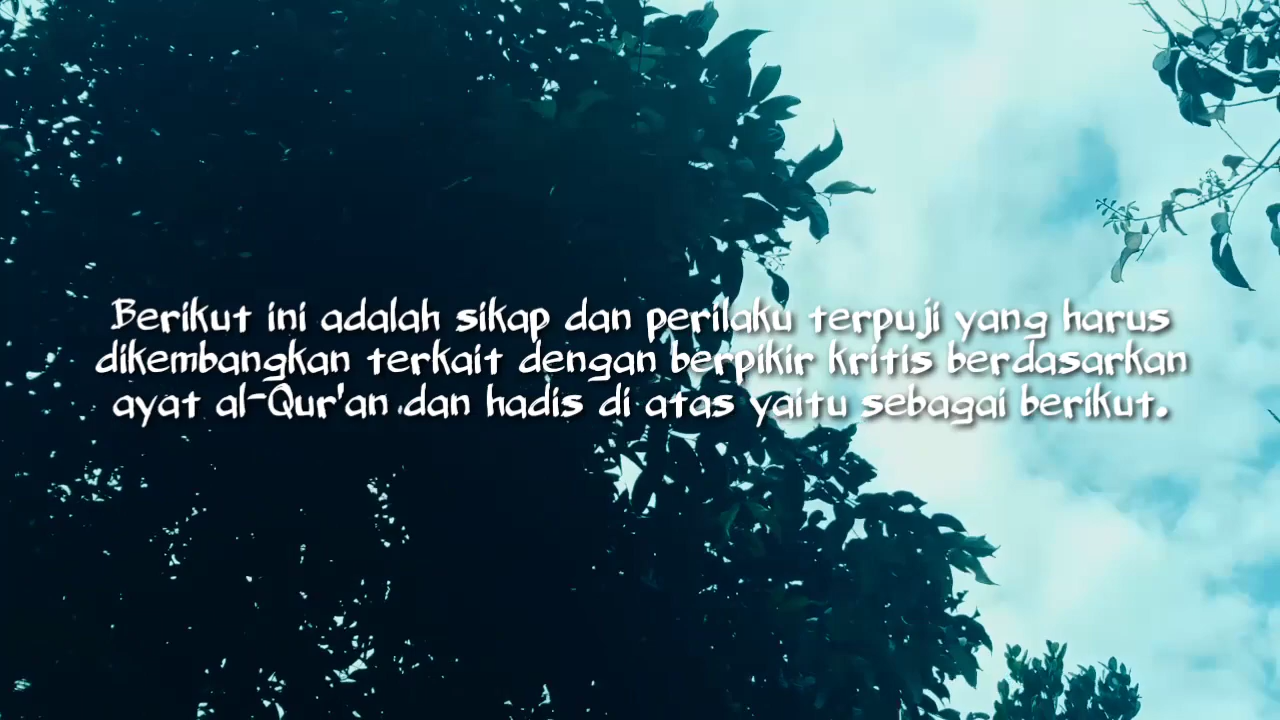 Berikut ini adalah sikap dan perilaku terpuji yang harus
dikembangkan terkait dengan berpikir kritis berdasarkan
ayat al-Qur'an dan hadis di atas yaitu sebagai berikut.